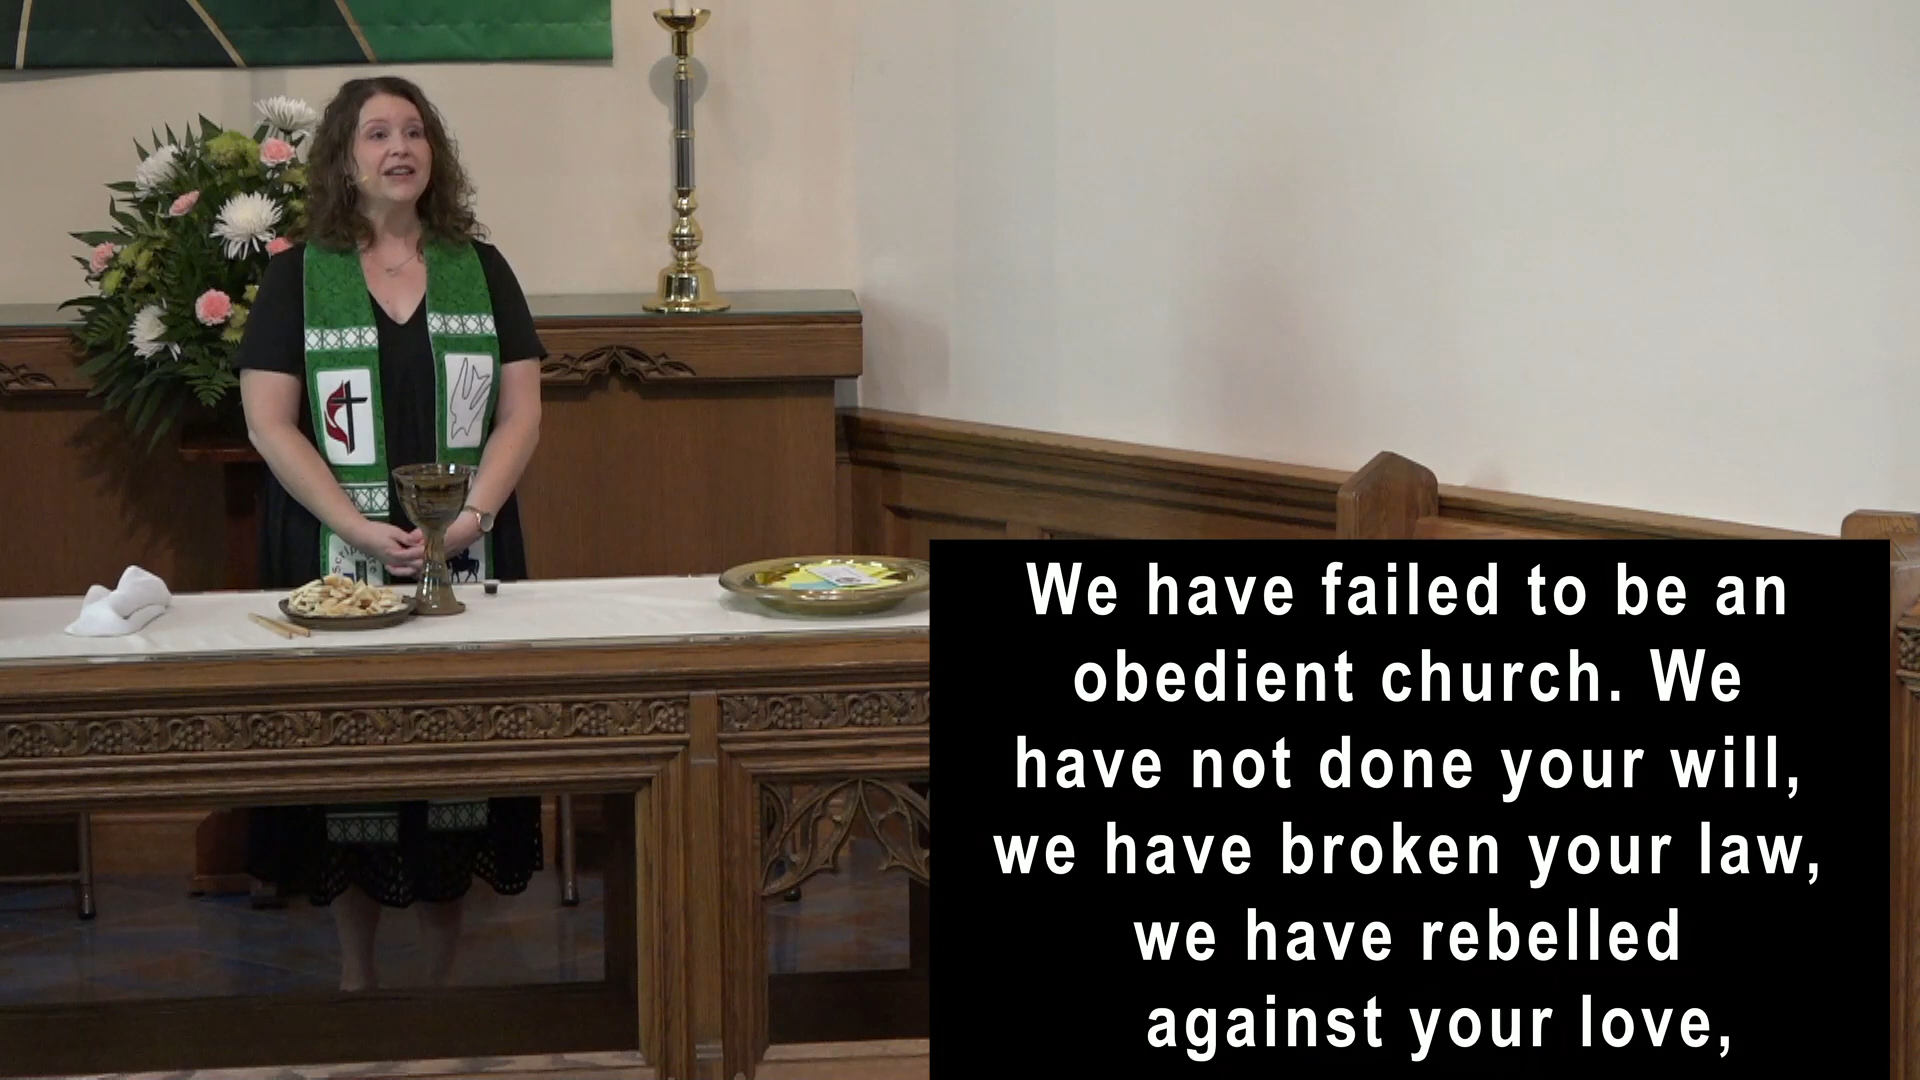 Scrip
We have failed to be an
obedient church. We
have not done your will,
we have broken your law,
we have rebelled
against your love,